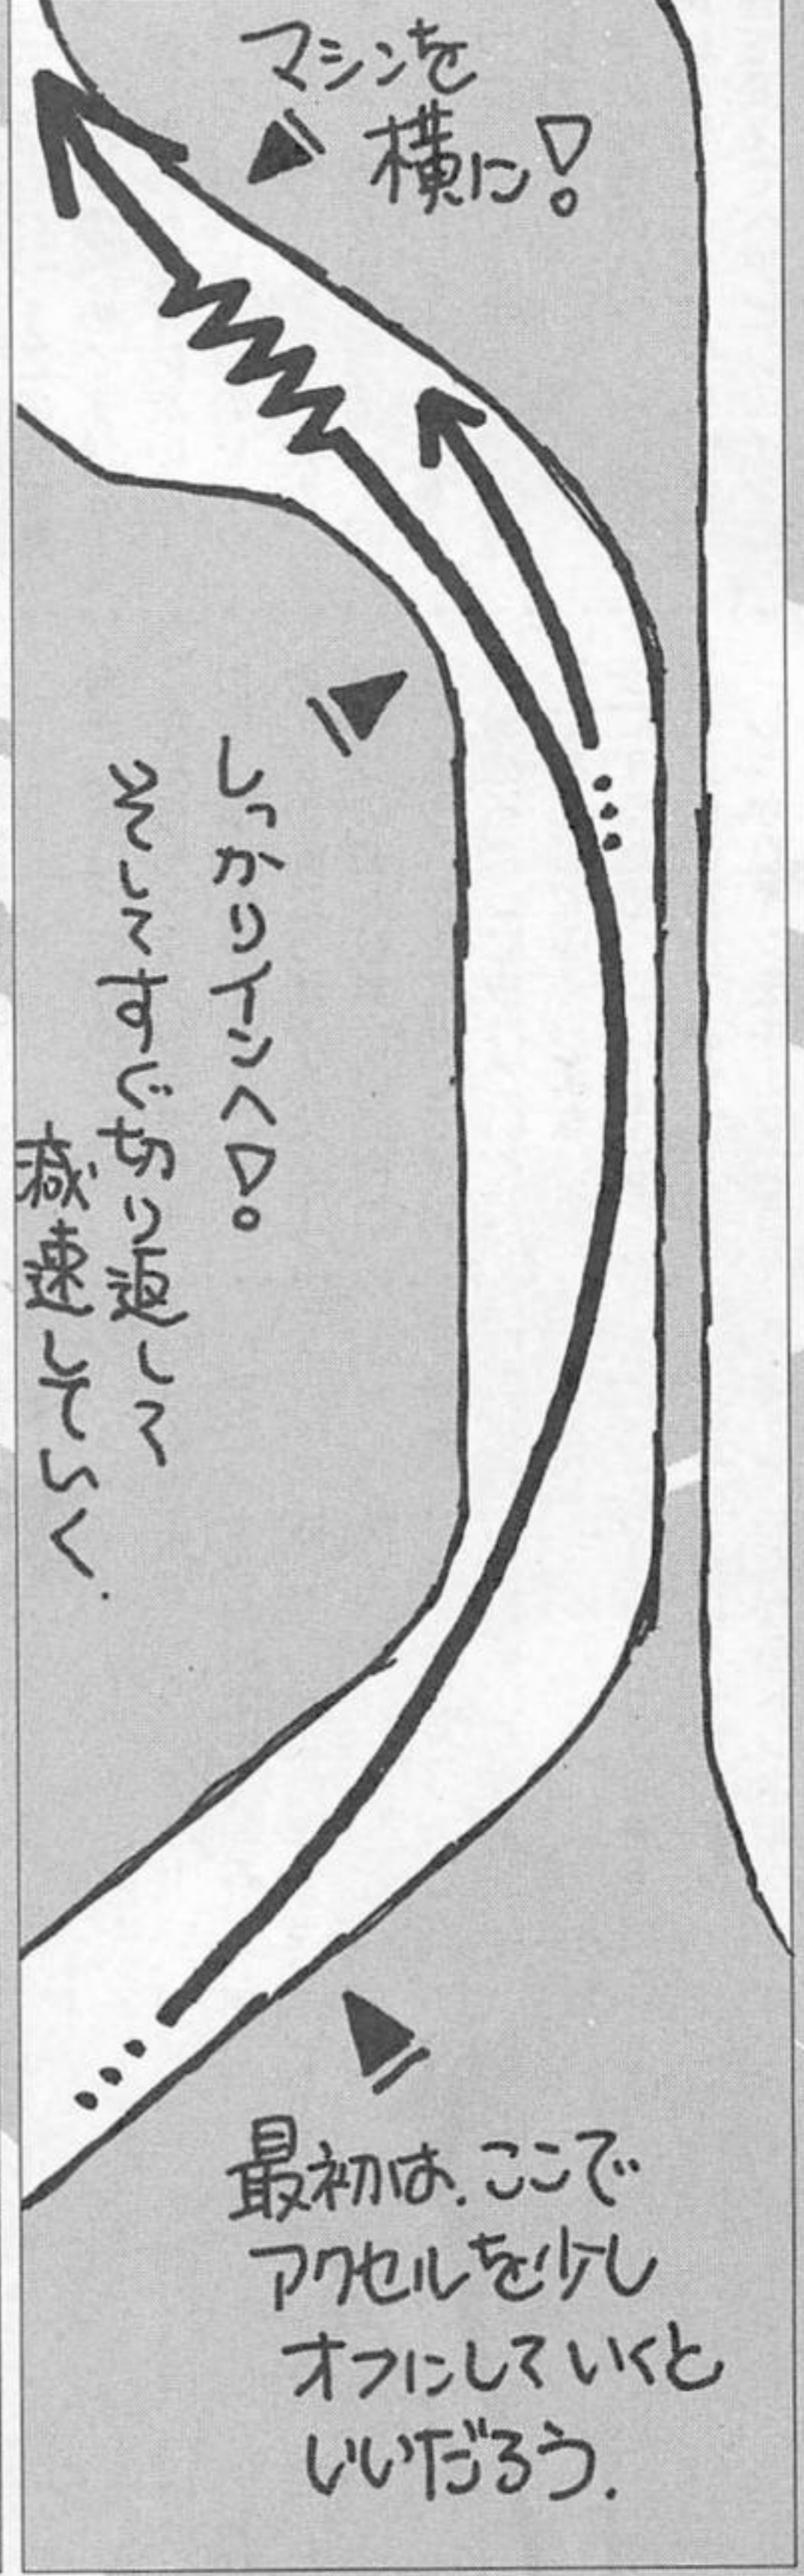 マシンを
横に!
しっかりインへ!
そしてすぐ切り返して
減速していく.
最初は、ここで
アクセルを少し
オフにしていくと
いいだろう.